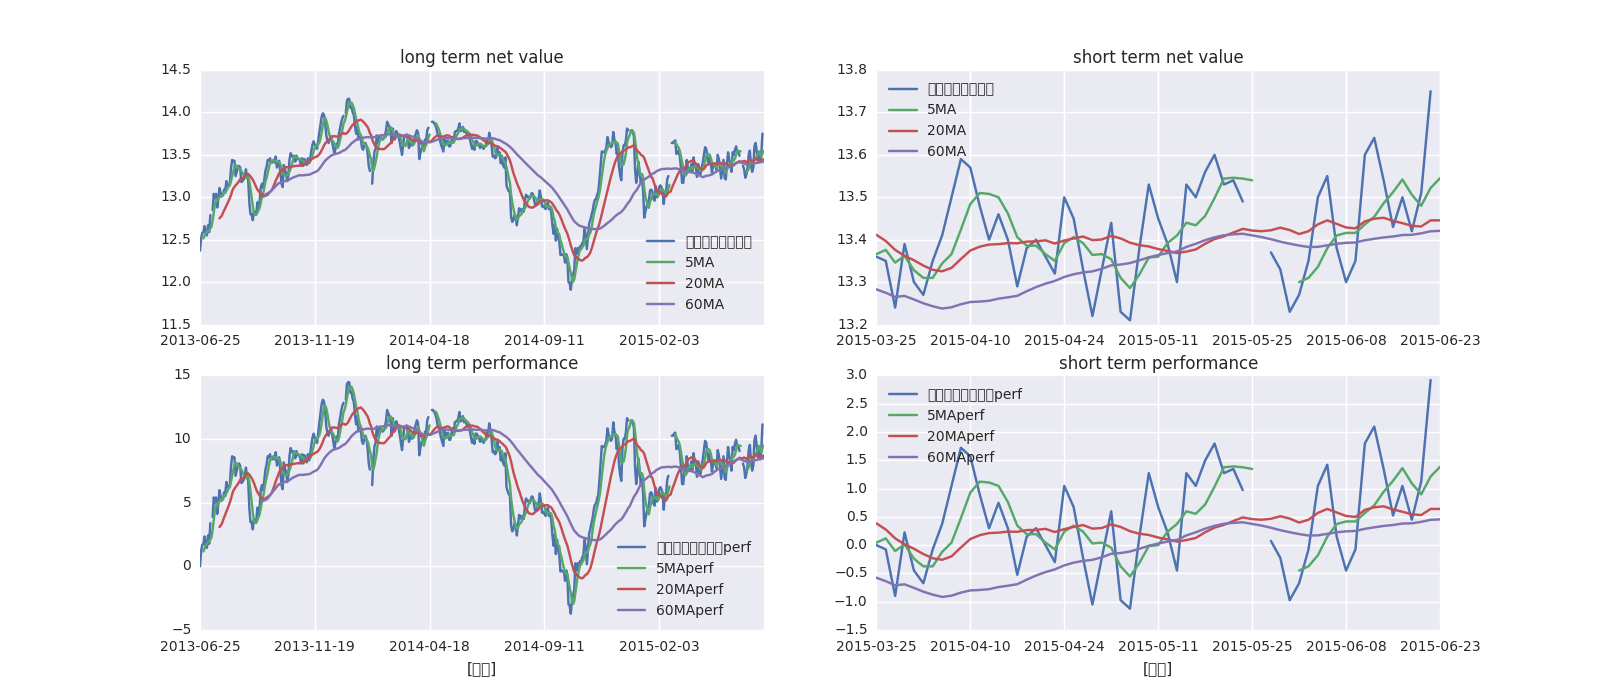 long term net value
14.5
14.0
13.5
13.0
12.5
12.0
11.5
5MA
20MA
60MA
2013-06-25 2013-11-19 2014-04-18 2014-09-11 2015-02-03
short term net value
13.8
13.7
13.6
13.5
13.4
13.3
13.2
5MA
20MA
60MA
2015-03-25 2015-04-10 2015-04-24 2015-05-11 2015-05-25 2015-06-08 2015-06-23
long term performance
15
10
5
0
−5
perf
5MAperf
20MAperf
60MAperf
2013-06-25 2013-11-19 2014-04-18 2014-09-11 2015-02-03
short term performance
3.0
2.5
2.0
1.5
1.0
0.5
0.0
−0.5
−1.0
−1.5
perf
5MAperf
20MAperf
60MAperf
2015-03-25 2015-04-10 2015-04-24 2015-05-11 2015-05-25 2015-06-08 2015-06-23